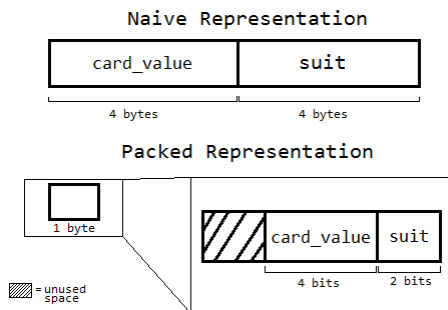 Naive Representation
card_value suit
4 bytes 4 bytes
Packed Representation
1 byte
card_value suit
4 bits 2 bits
= unused
space